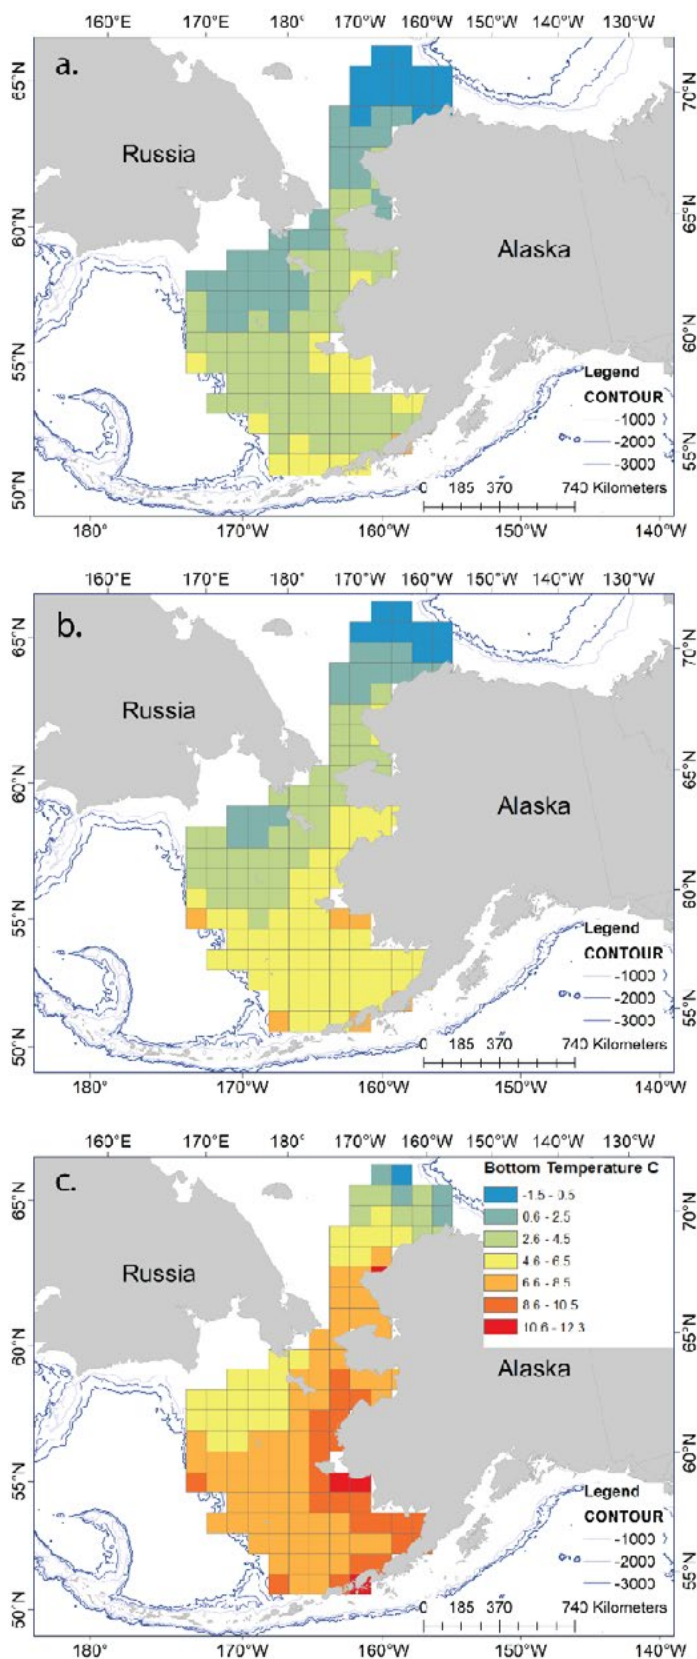 160°E 170°E 180° 170°W 160°W 150°W 140°W 130°W
a.
65°N
70°N
Russia
60°N
65°N
Alaska
55°N
60°N
Legend
CONTOUR
-1000
-2000
-3000
50°N
55°N
0 185 370 740 Kilometers
180° 170°W 160°W 150°W 140°W
160°E 170°E 180° 170°W 160°W 150°W 140°W 130°W
b.
65°N
70°N
Russia
60°N
65°N
Alaska
55°N
60°N
Legend
CONTOUR
-1000
-2000
-3000
50°N
55°N
0 185 370 740 Kilometers
180° 170°W 160°W 150°W 140°W
160°E 170°E 180° 170°W 160°W 150°W 140°W 130°W
c.
Bottom Temperature C
-1.5 - 0.5
0.6 - 2.5
2.6 - 4.5
4.6 - 6.5
6.6 - 8.5
8.6 - 10.5
10.6 - 12.3
65°N
70°N
Russia
60°N
65°N
Alaska
55°N
60°N
Legend
CONTOUR
-1000
-2000
-3000
50°N
55°N
0 185 370 740 Kilometers
180° 170°W 160°W 150°W 140°W